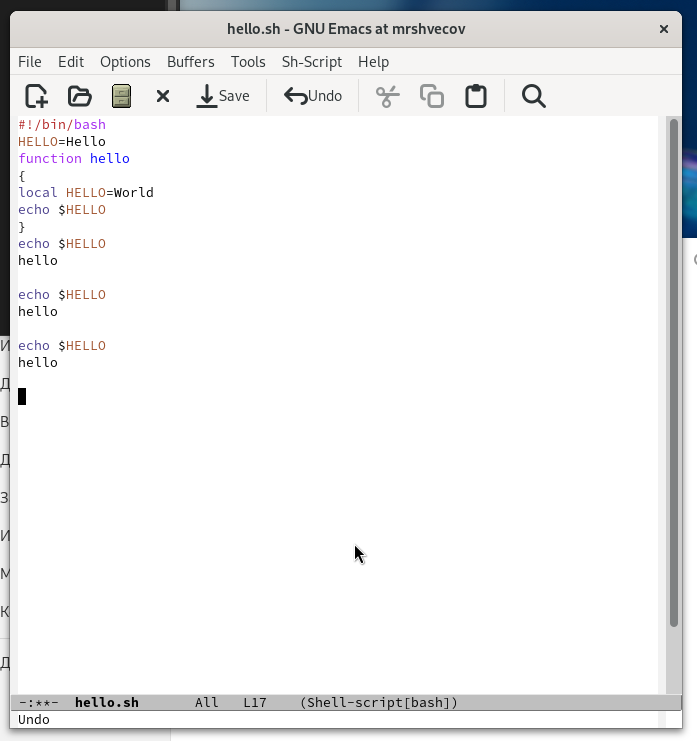 hello.sh - GNU Emacs at mrshvecov
File Edit Options Buffers Tools Sh-Script Help
Save Undo
#!/bin/bash
HELLO=Hello
function hello
{
local HELLO=World
echo $HELLO
}
echo $HELLO
hello
echo $HELLO
hello
echo $HELLO
hello
-:**- hello.sh All L17 (Shell-script[bash])
Undo